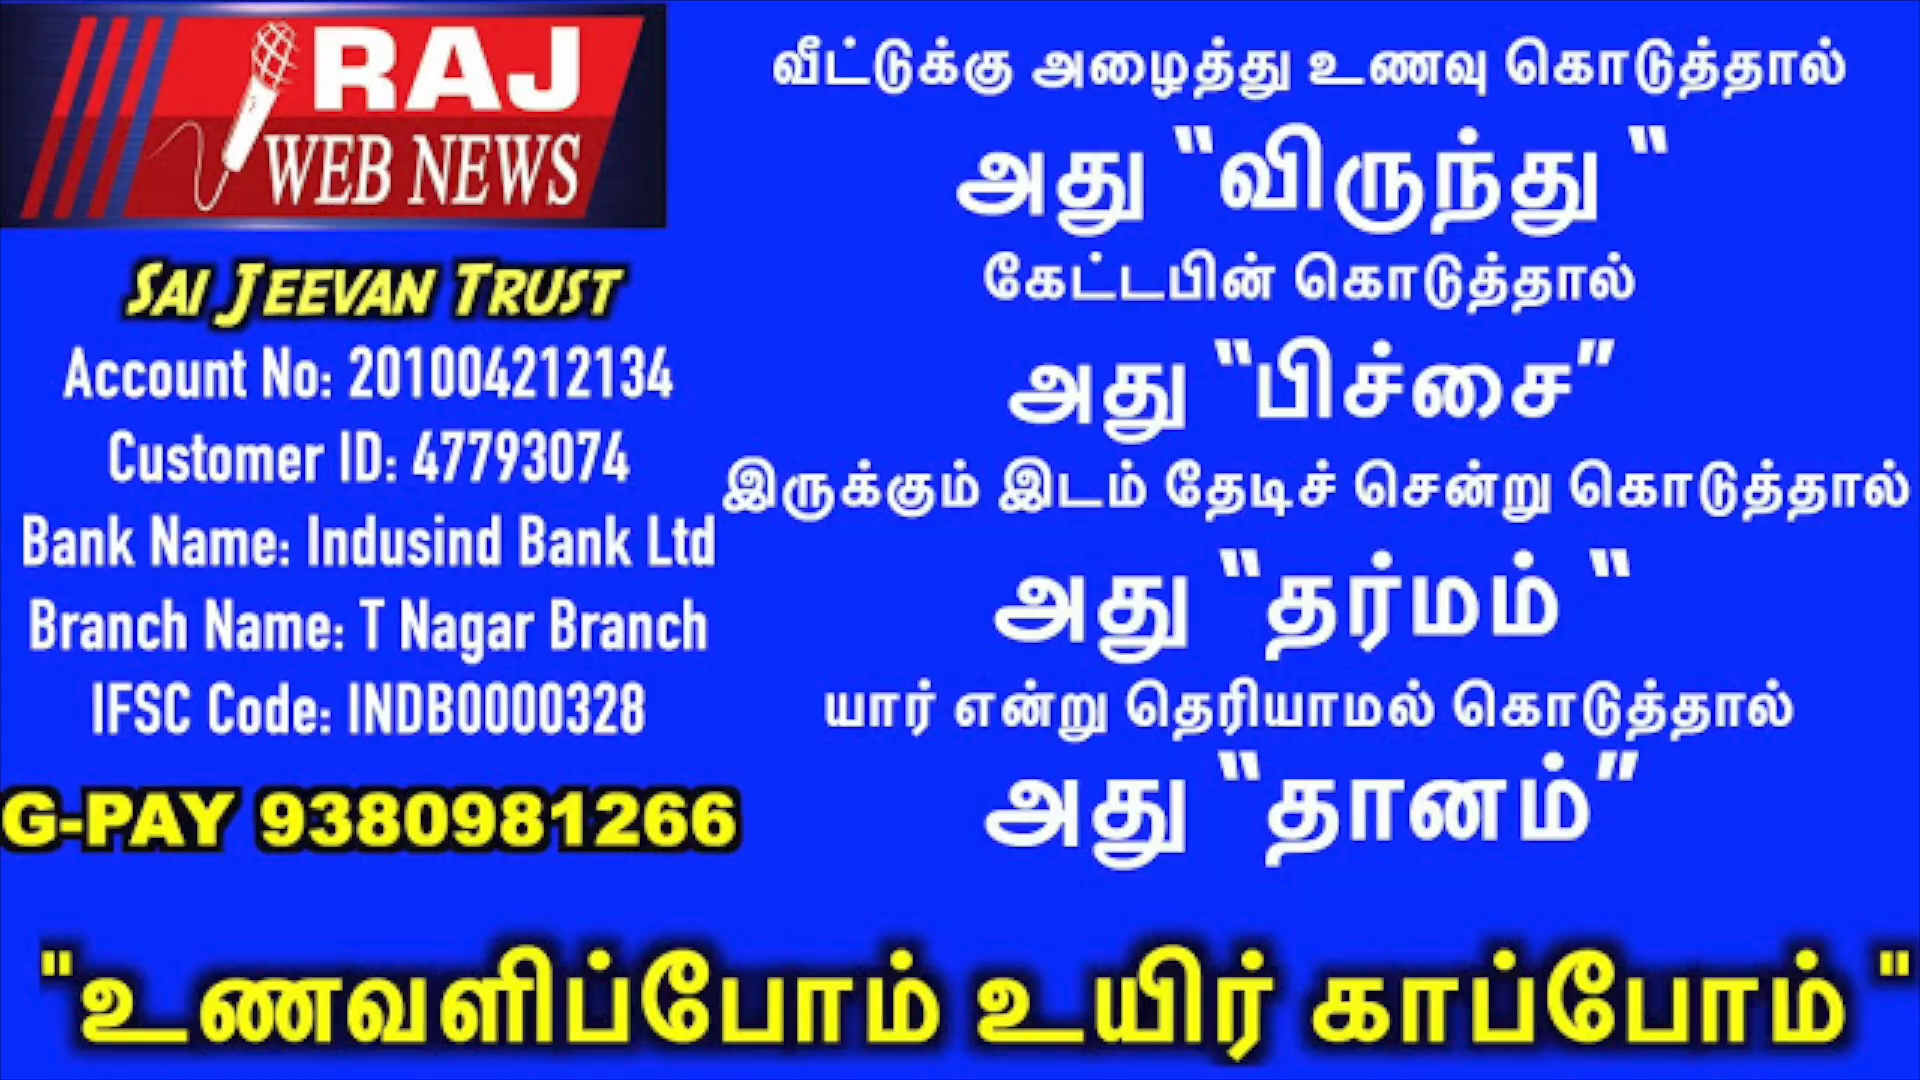 RAJ
WEB NEWS
SAI JEEVAN TRUST
Account No: 201004212134
Customer ID: 47793074
Bank Name: Indusind Bank Ltd
Branch Name: T Nagar Branch
IFSC Code: INDB0000328
G-PAY 9380981266
வீட்டுக்கு அழைத்து உணவு கொடுத்தால்
அது "விருந்து "
கேட்டபின் கொடுத்தால்
அது "பிச்சை"
இருக்கும் இடம் தேடிச் சென்று கொடுத்தால்
அது "தர்மம் "
யார் என்று தெரியாமல் கொடுத்தால்
அது "தானம்"
"உணவளிப்போம் உயிர் காப்போம் "